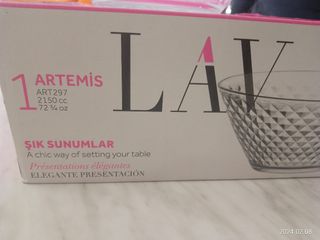 1 ARTEMİS
ART297
2150 cc
72 ¾ oz
LAV
ŞIK SUNUMLAR
A chic way of setting your table
Présentations élégantes
ELEGANTE PRESENTACIÓN
2024.02.08